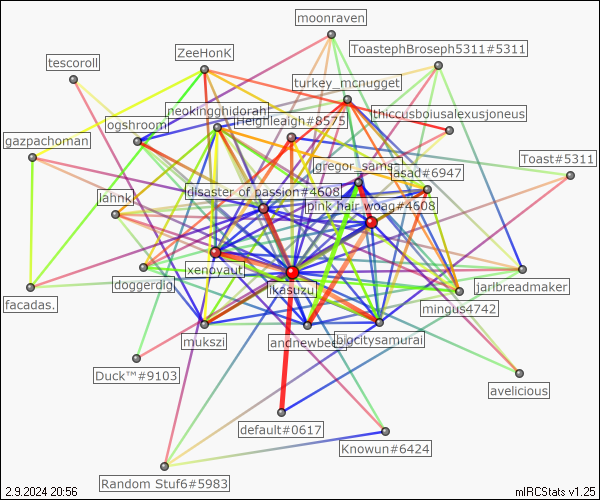 moonraven
ToastephBroseph5311#5311
ZeeHonK
tescoroll
turkey_mcnugget
neokingghidorah
thiccusboiusalexusjoneus
ogshroom
Heighleaigh#8575
gazpachoman
gregor_samsa
asad#6947
Toast#5311
disaster of passion#4608
lahnk
pink hair woag#4608
xenoyaut
doggerdig
ikasuzu
jarlbreadmaker
facadas.
mingus4742
mukszi
bigcitysamurai
Duck™#9103
avelicious
default#0617
Knowun#6424
Random Stuf6#5983
2.9.2024 20:56
mIRCStats v1.25